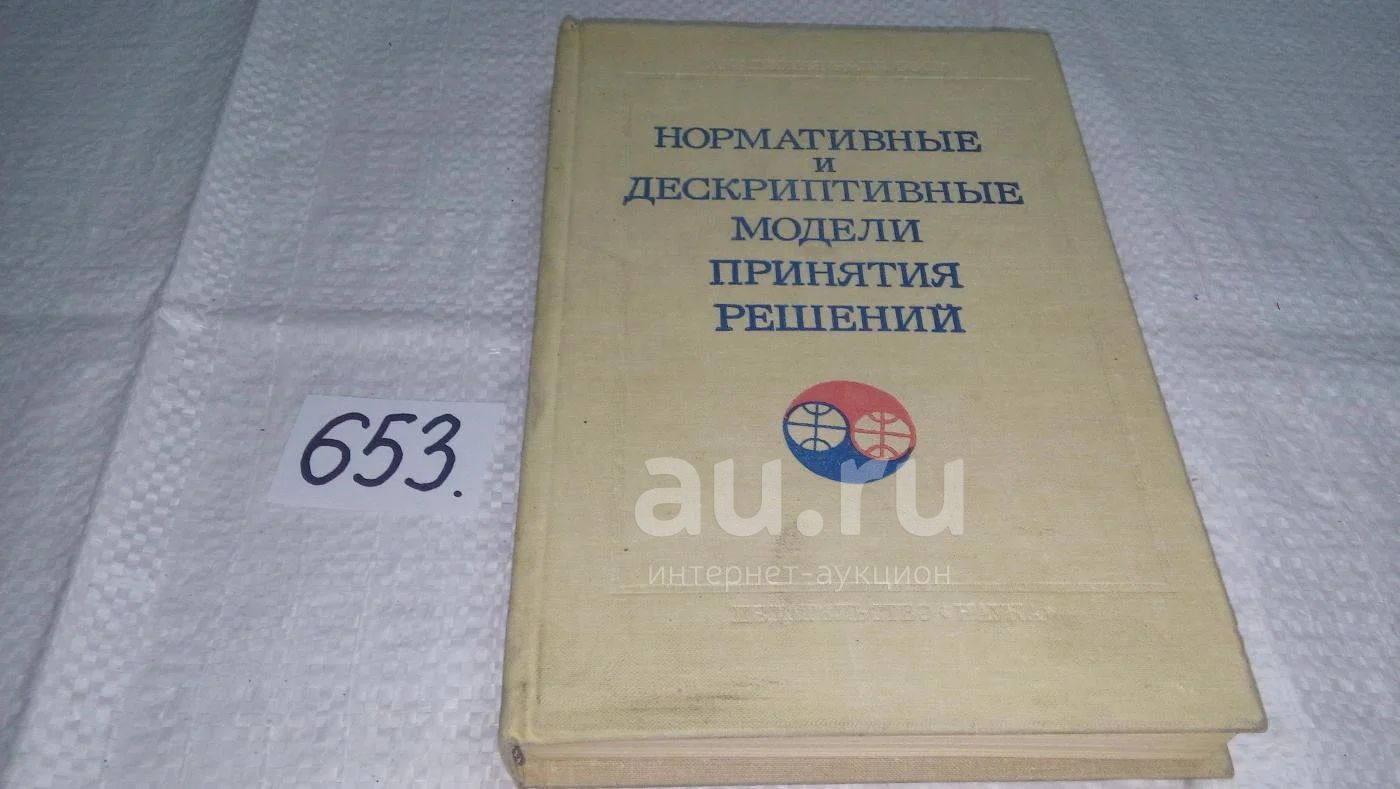 НОРМАТИВНЫЕ
И
ДЕСКРИПТИВНЫЕ
МОДЕЛИ
ПРИНЯТИЯ
РЕШЕНИЙ
653.
au.ru
интернет-аукцион